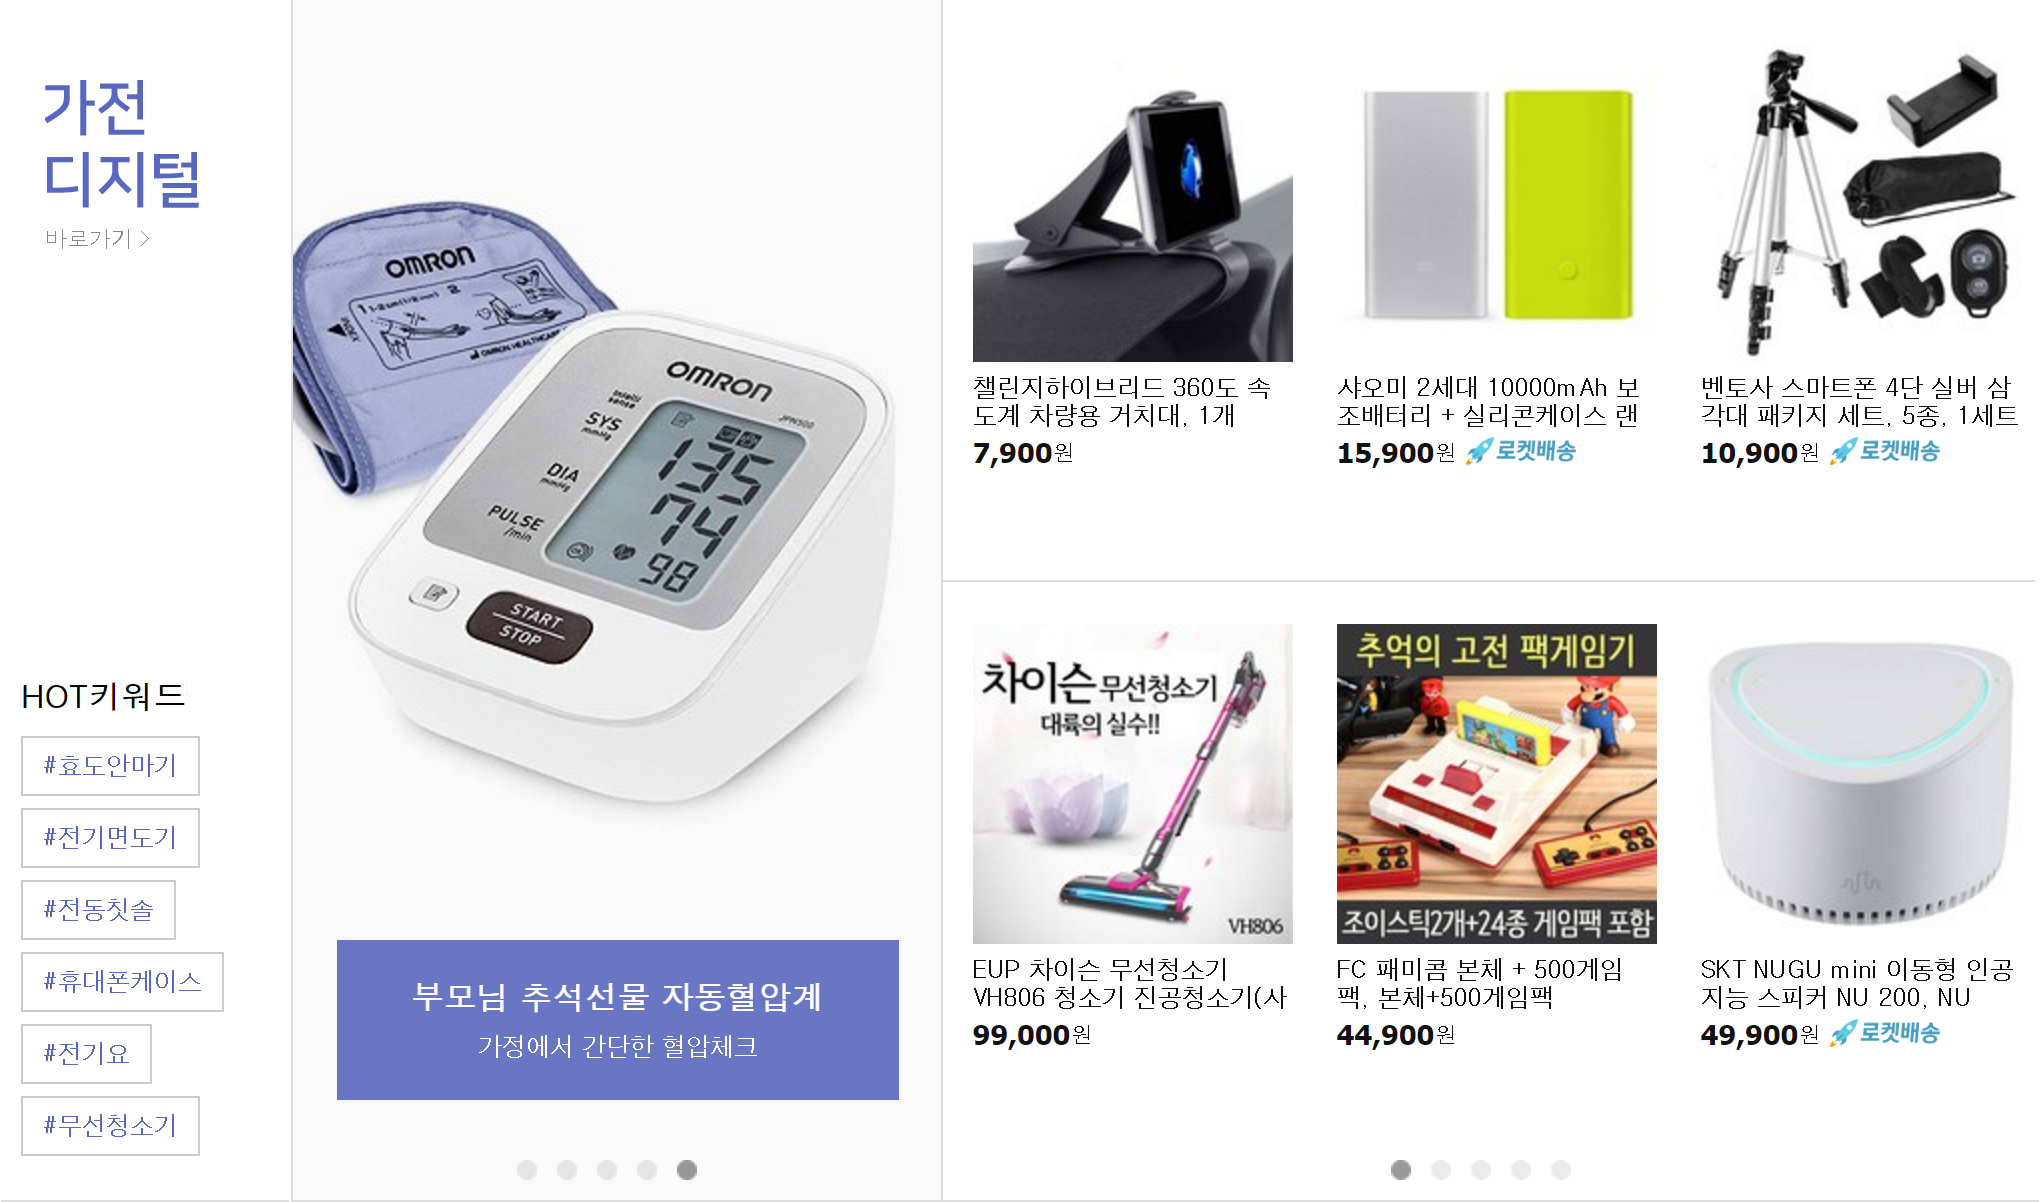 가전
디지털
바로가기 >
HOT키워드
#효도안마기
#전기면도기
#전동칫솔
#휴대폰케이스
#전기요
#무선청소기
OMRON
1
2
INDEX
OMRON HEALTHCARE
OMRON
intelli sense
JPN500
SYS
mmHg
135
DIA
mmHg
74
PULSE
/min
OK
98
START
STOP
부모님 추석선물 자동혈압계
가정에서 간단한 혈압체크
챌린지하이브리드 360도 속
도계 차량용 거치대, 1개
7,900원
샤오미 2세대 10000mAh 보
조배터리 + 실리콘케이스 랜
15,900원 로켓배송
벤토사 스마트폰 4단 실버 삼
각대 패키지 세트, 5종, 1세트
10,900원 로켓배송
차이슨 무선청소기
대륙의 실수!!
VH806
EUP 차이슨 무선청소기
VH806 청소기 진공청소기(사
99,000원
추억의 고전 팩게임기
조이스틱2개+24종 게임팩 포함
FC 패미콤 본체 + 500게임
팩, 본체+500게임팩
44,900원
SKT NUGU mini 이동형 인공
지능 스피커 NU 200, NU
49,900원 로켓배송